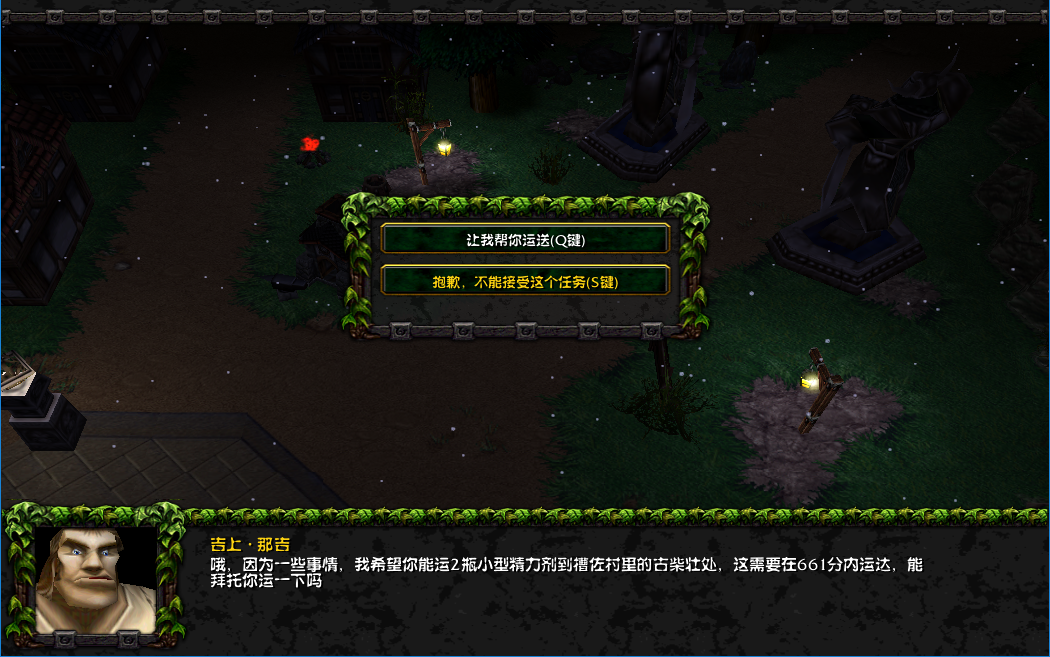 让我帮你运送(Q键)
抱歉，不能接受这个任务(S键)
吉上·那吉
哦，因为一些事情，我希望你能运2瓶小型精力剂到槽佐村里的古柴壮处，这需要在661分内运达，能
拜托你运一下吗